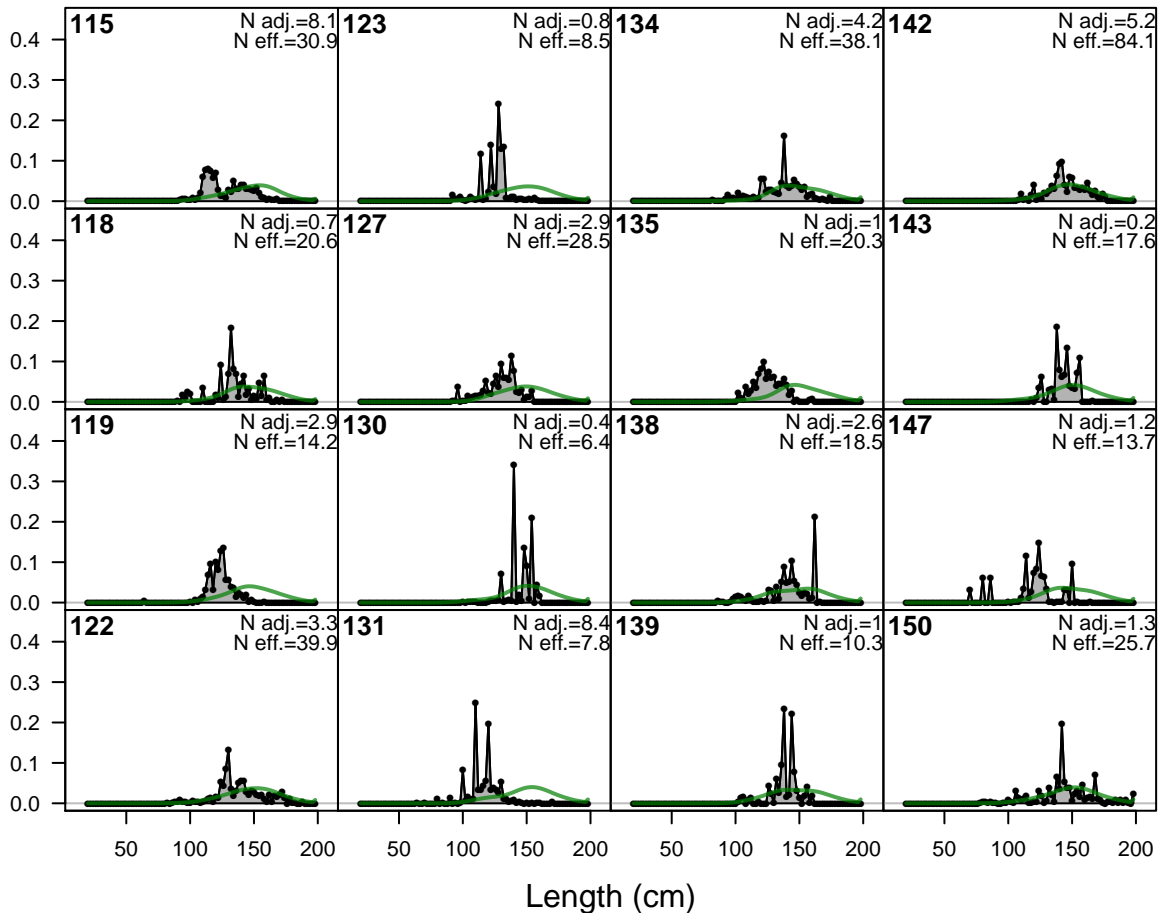 115 N adj.=8.1
N eff.=30.9
123 N adj.=0.8
N eff.=8.5
134 N adj.=4.2
N eff.=38.1
142 N adj.=5.2
N eff.=84.1
0.4
0.3
0.2
0.1
0.0
118 N adj.=0.7
N eff.=20.6
127 N adj.=2.9
N eff.=28.5
135 N adj.=1
N eff.=20.3
143 N adj.=0.2
N eff.=17.6
0.4
0.3
0.2
0.1
0.0
119 N adj.=2.9
N eff.=14.2
130 N adj.=0.4
N eff.=6.4
138 N adj.=2.6
N eff.=18.5
147 N adj.=1.2
N eff.=13.7
0.4
0.3
0.2
0.1
0.0
122 N adj.=3.3
N eff.=39.9
131 N adj.=8.4
N eff.=7.8
139 N adj.=1
N eff.=10.3
150 N adj.=1.3
N eff.=25.7
0.4
0.3
0.2
0.1
0.0
50 100 150 200 50 100 150 200 50 100 150 200 50 100 150 200
Length (cm)